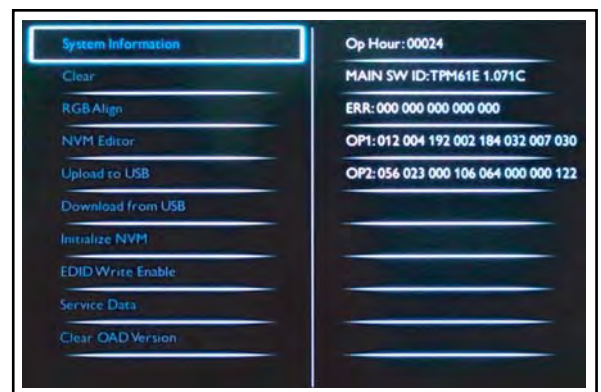 System Information
Clear
RGB Align
NVM Editor
Upload to USB
Download from USB
Initialize NVM
EDID Write Enable
Service Data
Clear OAD Version
Op Hour: 00024
MAIN SW ID:TPM61E 1.071C
ERR: 000 000 000 000 000
OP1: 012 004 192 002 184 032 007 030
OP2: 056 023 000 106 064 000 000 122